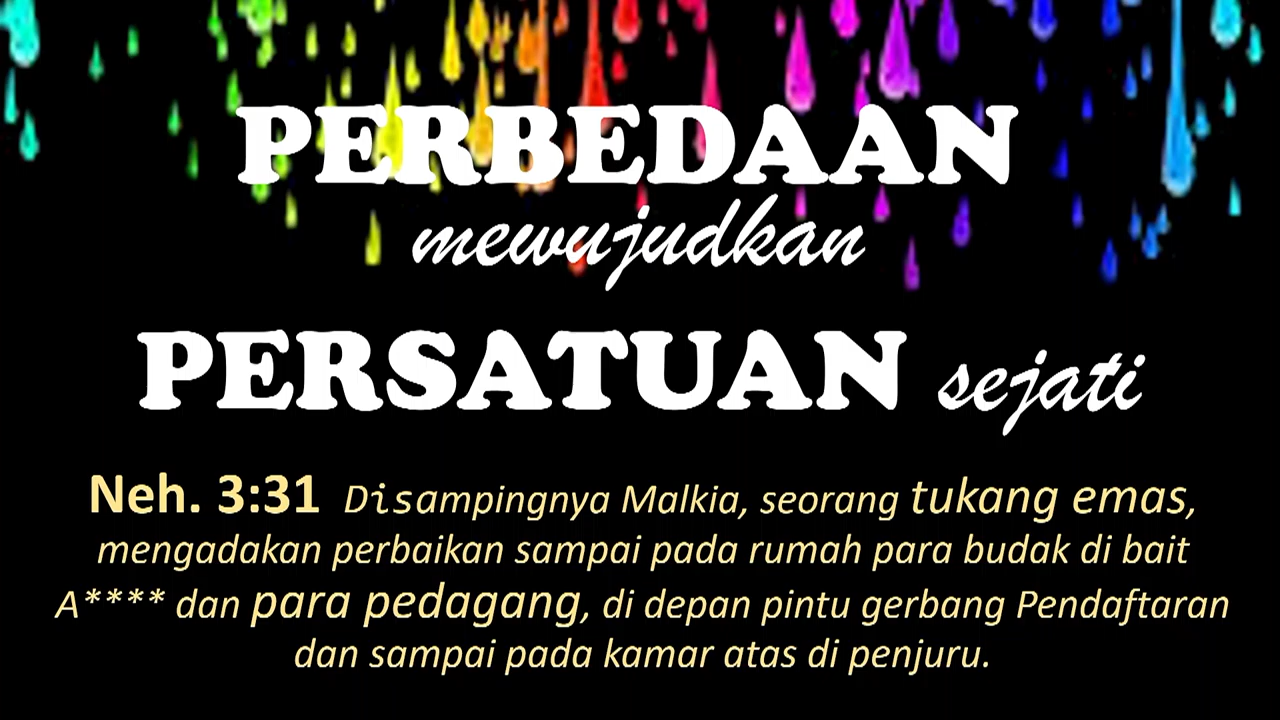 PERBEDAAN
mewujudkan
PERSATUAN sejati
Neh. 3:31 Disampingnya Malkia, seorang tukang emas,
mengadakan perbaikan sampai pada rumah para budak di bait
A**** dan para pedagang, di depan pintu gerbang Pendaftaran
dan sampai pada kamar atas di penjuru.